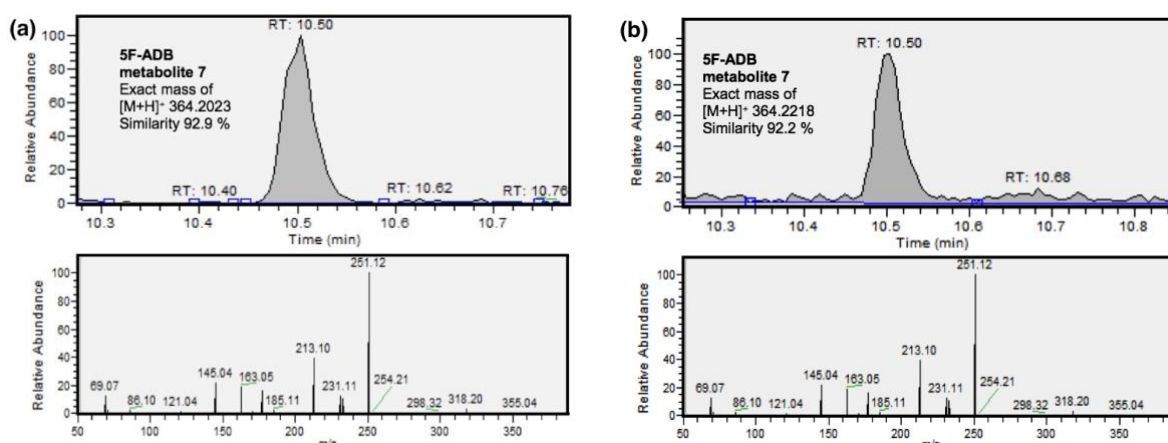 (a)
RT: 10.50
5F-ADB
metabolite 7
Exact mass of
[M+H]⁺ 364.2023
Similarity 92.9 %
RT: 10.40
RT: 10.62
RT: 10.76
Relative Abundance
100
80
60
40
20
0
10.3 10.4 10.5 10.6 10.7
Time (min)
251.12
213.10
145.04
163.05
69.07
86.10
121.04
185.11
231.11
254.21
298.32
318.20
355.04
Relative Abundance
100
80
60
40
20
0
50 100 150 200 250 300 350
m/z
(b)
RT: 10.50
5F-ADB
metabolite 7
Exact mass of
[M+H]⁺ 364.2218
Similarity 92.2 %
RT: 10.68
Relative Abundance
100
80
60
40
20
0
10.3 10.4 10.5 10.6 10.7 10.8
Time (min)
251.12
213.10
145.04
163.05
69.07
86.10
121.04
185.11
231.11
254.21
298.32
318.20
355.04
Relative Abundance
100
80
60
40
20
0
50 100 150 200 250 300 350
m/z